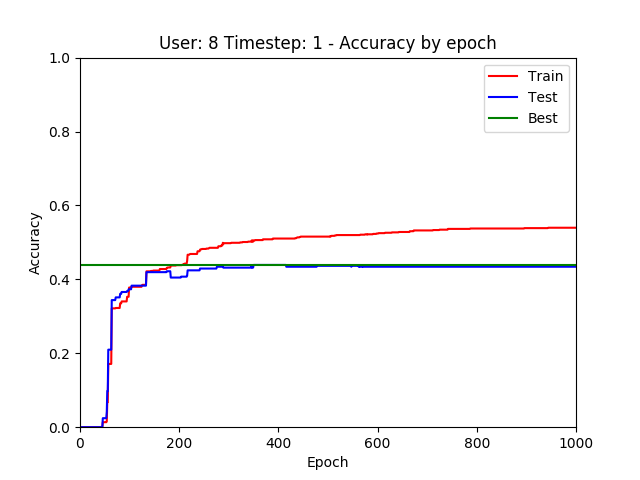 User: 8 Timestep: 1 - Accuracy by epoch
1.0
0.8
0.6
0.4
0.2
0.0
Accuracy
Train
Test
Best
0 200 400 600 800 1000
Epoch